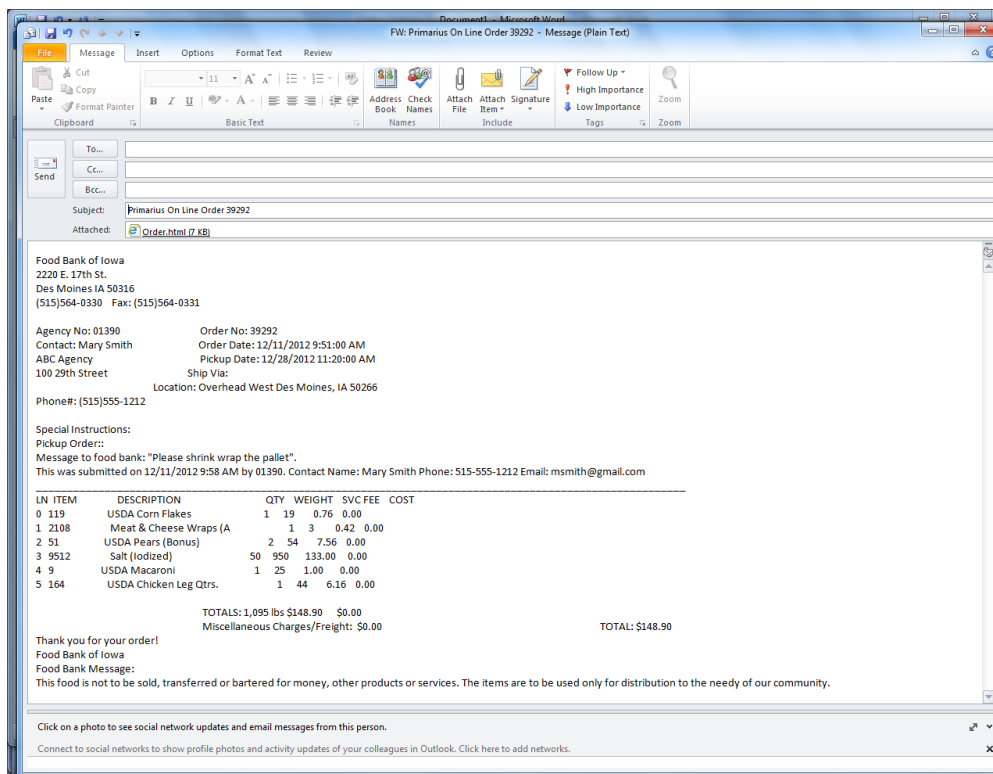 Document1 - Microsoft Word
FW: Primarius On Line Order 39292 - Message (Plain Text)
File Message Insert Options Format Text Review
Paste
Cut
Copy
Format Painter
Clipboard
11
B I U
Basic Text
Address Book
Check Names
Names
Attach File
Attach Item
Signature
Include
Follow Up
High Importance
Low Importance
Tags
Zoom
Zoom
Send
To...
Cc...
Bcc...
Subject: Primarius On Line Order 39292
Attached: Order.html (7 KB)
Food Bank of Iowa
2220 E. 17th St.
Des Moines IA 50316
(515)564-0330 Fax: (515)564-0331
Agency No: 01390 Order No: 39292
Contact: Mary Smith Order Date: 12/11/2012 9:51:00 AM
ABC Agency Pickup Date: 12/28/2012 11:20:00 AM
100 29th Street Ship Via:
Location: Overhead West Des Moines, IA 50266
Phone#: (515)555-1212
Special Instructions:
Pickup Order::
Message to food bank: "Please shrink wrap the pallet".
This was submitted on 12/11/2012 9:58 AM by 01390. Contact Name: Mary Smith Phone: 515-555-1212 Email: msmith@gmail.com
LN ITEM DESCRIPTION QTY WEIGHT SVC FEE COST
0 119 USDA Corn Flakes 1 19 0.76 0.00
1 2108 Meat & Cheese Wraps (A 1 3 0.42 0.00
2 51 USDA Pears (Bonus) 2 54 7.56 0.00
3 9512 Salt (Iodized) 50 950 133.00 0.00
4 9 USDA Macaroni 1 25 1.00 0.00
5 164 USDA Chicken Leg Qtrs. 1 44 6.16 0.00
TOTALS: 1,095 lbs $148.90 $0.00
Miscellaneous Charges/Freight: $0.00 TOTAL: $148.90
Thank you for your order!
Food Bank of Iowa
Food Bank Message:
This food is not to be sold, transferred or bartered for money, other products or services. The items are to be used only for distribution to the needy of our community.
Click on a photo to see social network updates and email messages from this person.
Connect to social networks to show profile photos and activity updates of your colleagues in Outlook. Click here to add networks.